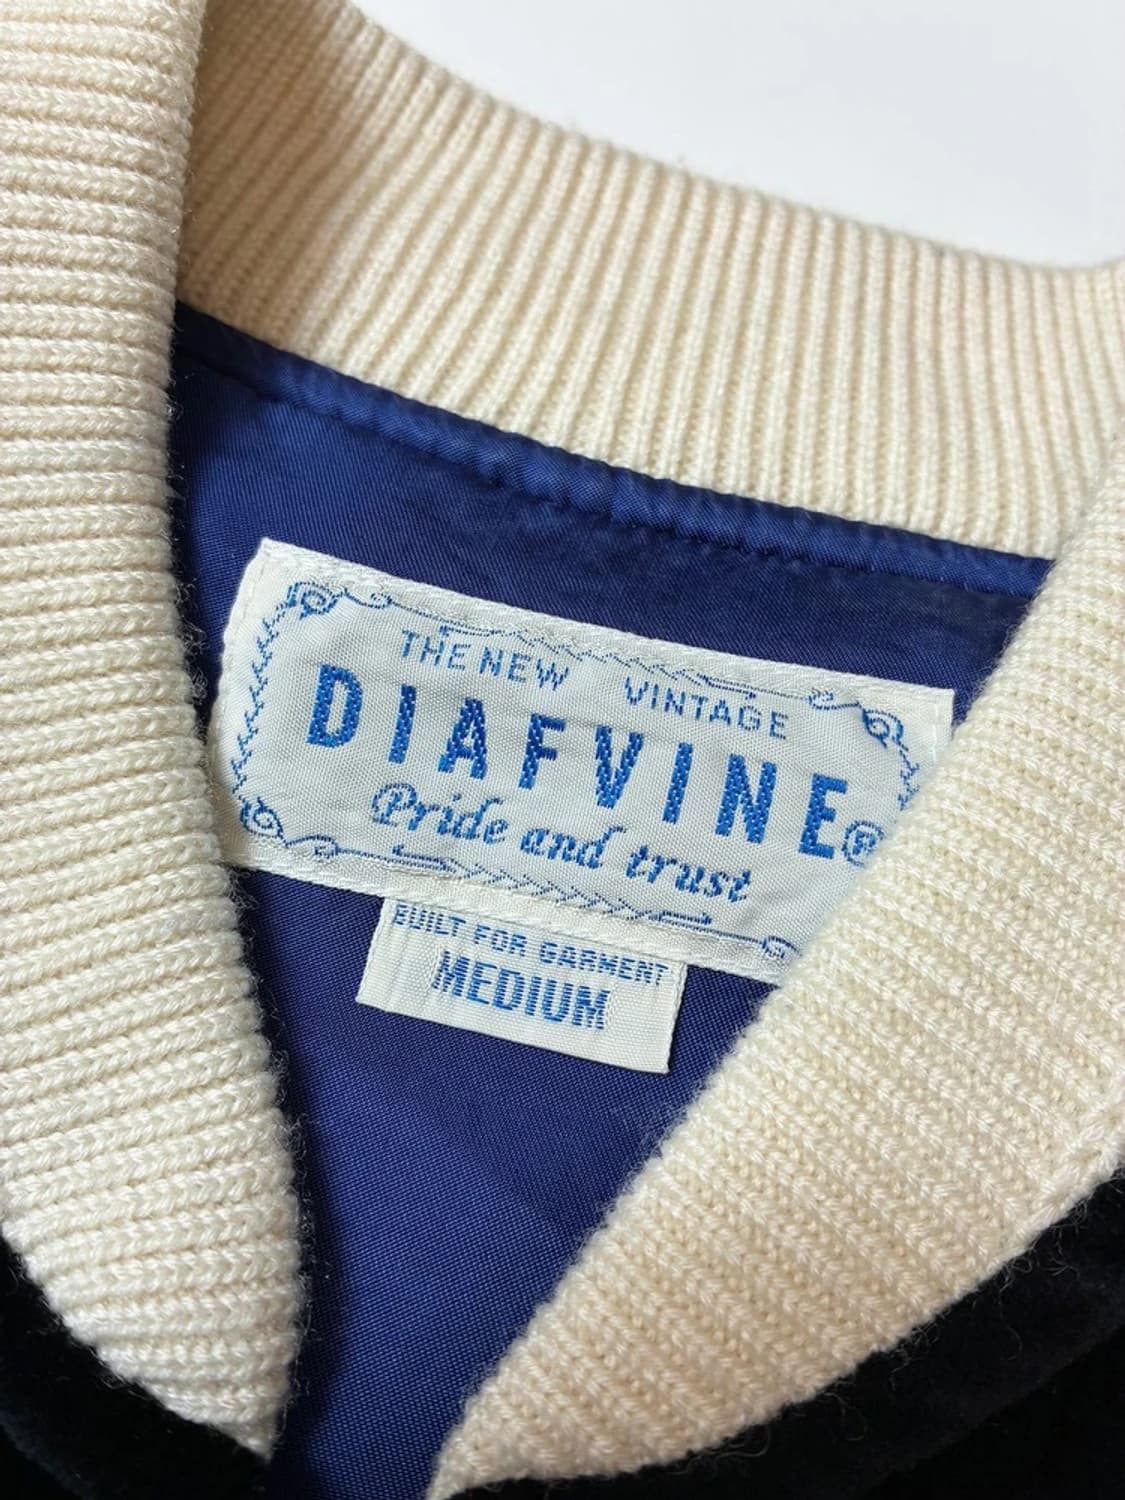 THE NEW VINTAGE
DIAFVINE®
Pride and trust
BUILT FOR GARMENT
MEDIUM